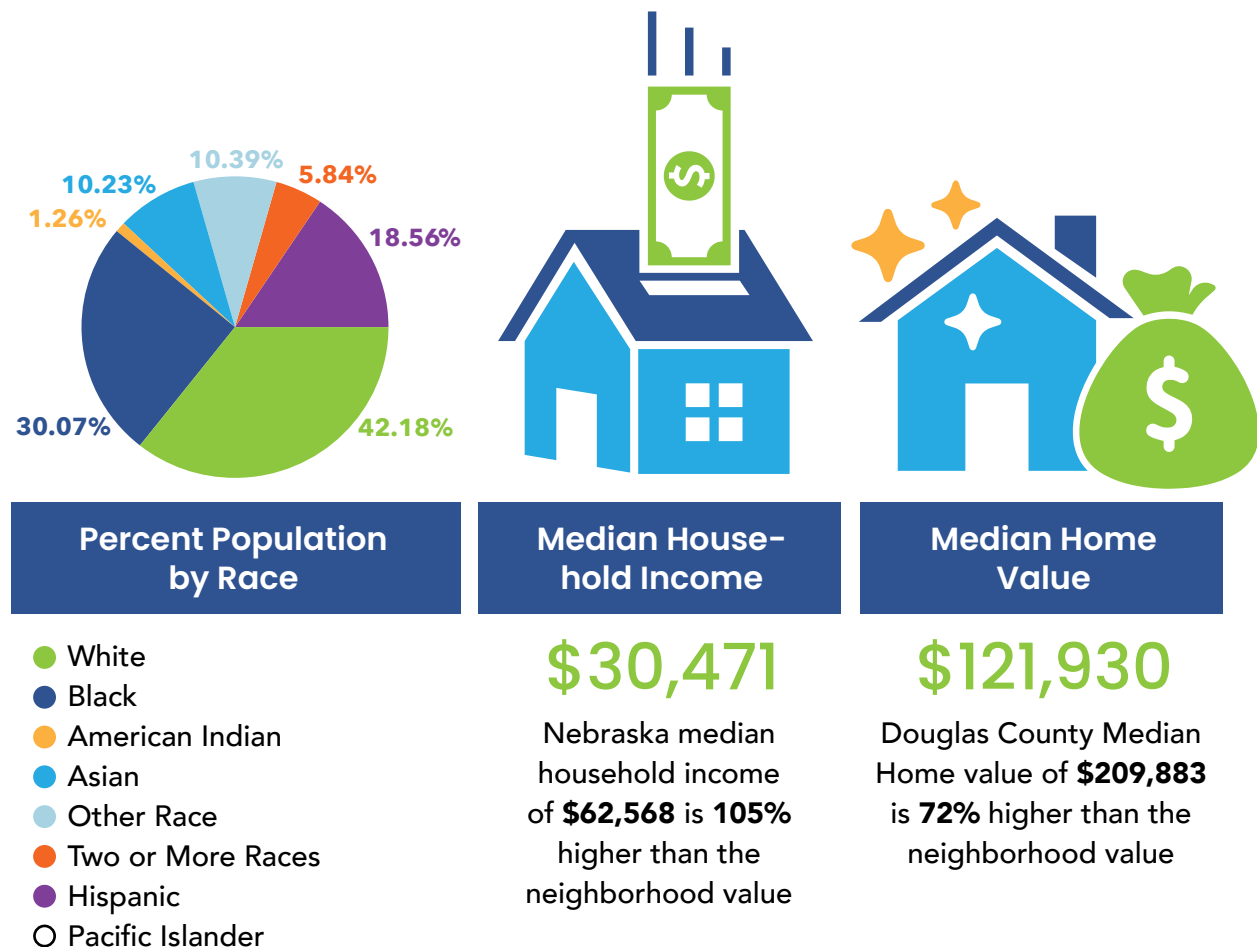 10.39%
5.84%
10.23%
1.26%
18.56%
30.07%
42.18%
$
$
Percent Population
by Race
White
Black
American Indian
Asian
Other Race
Two or More Races
Hispanic
Pacific Islander
Median House-
hold Income
$30,471
Nebraska median
household income
of $62,568 is 105%
higher than the
neighborhood value
Median Home
Value
$121,930
Douglas County Median
Home value of $209,883
is 72% higher than the
neighborhood value